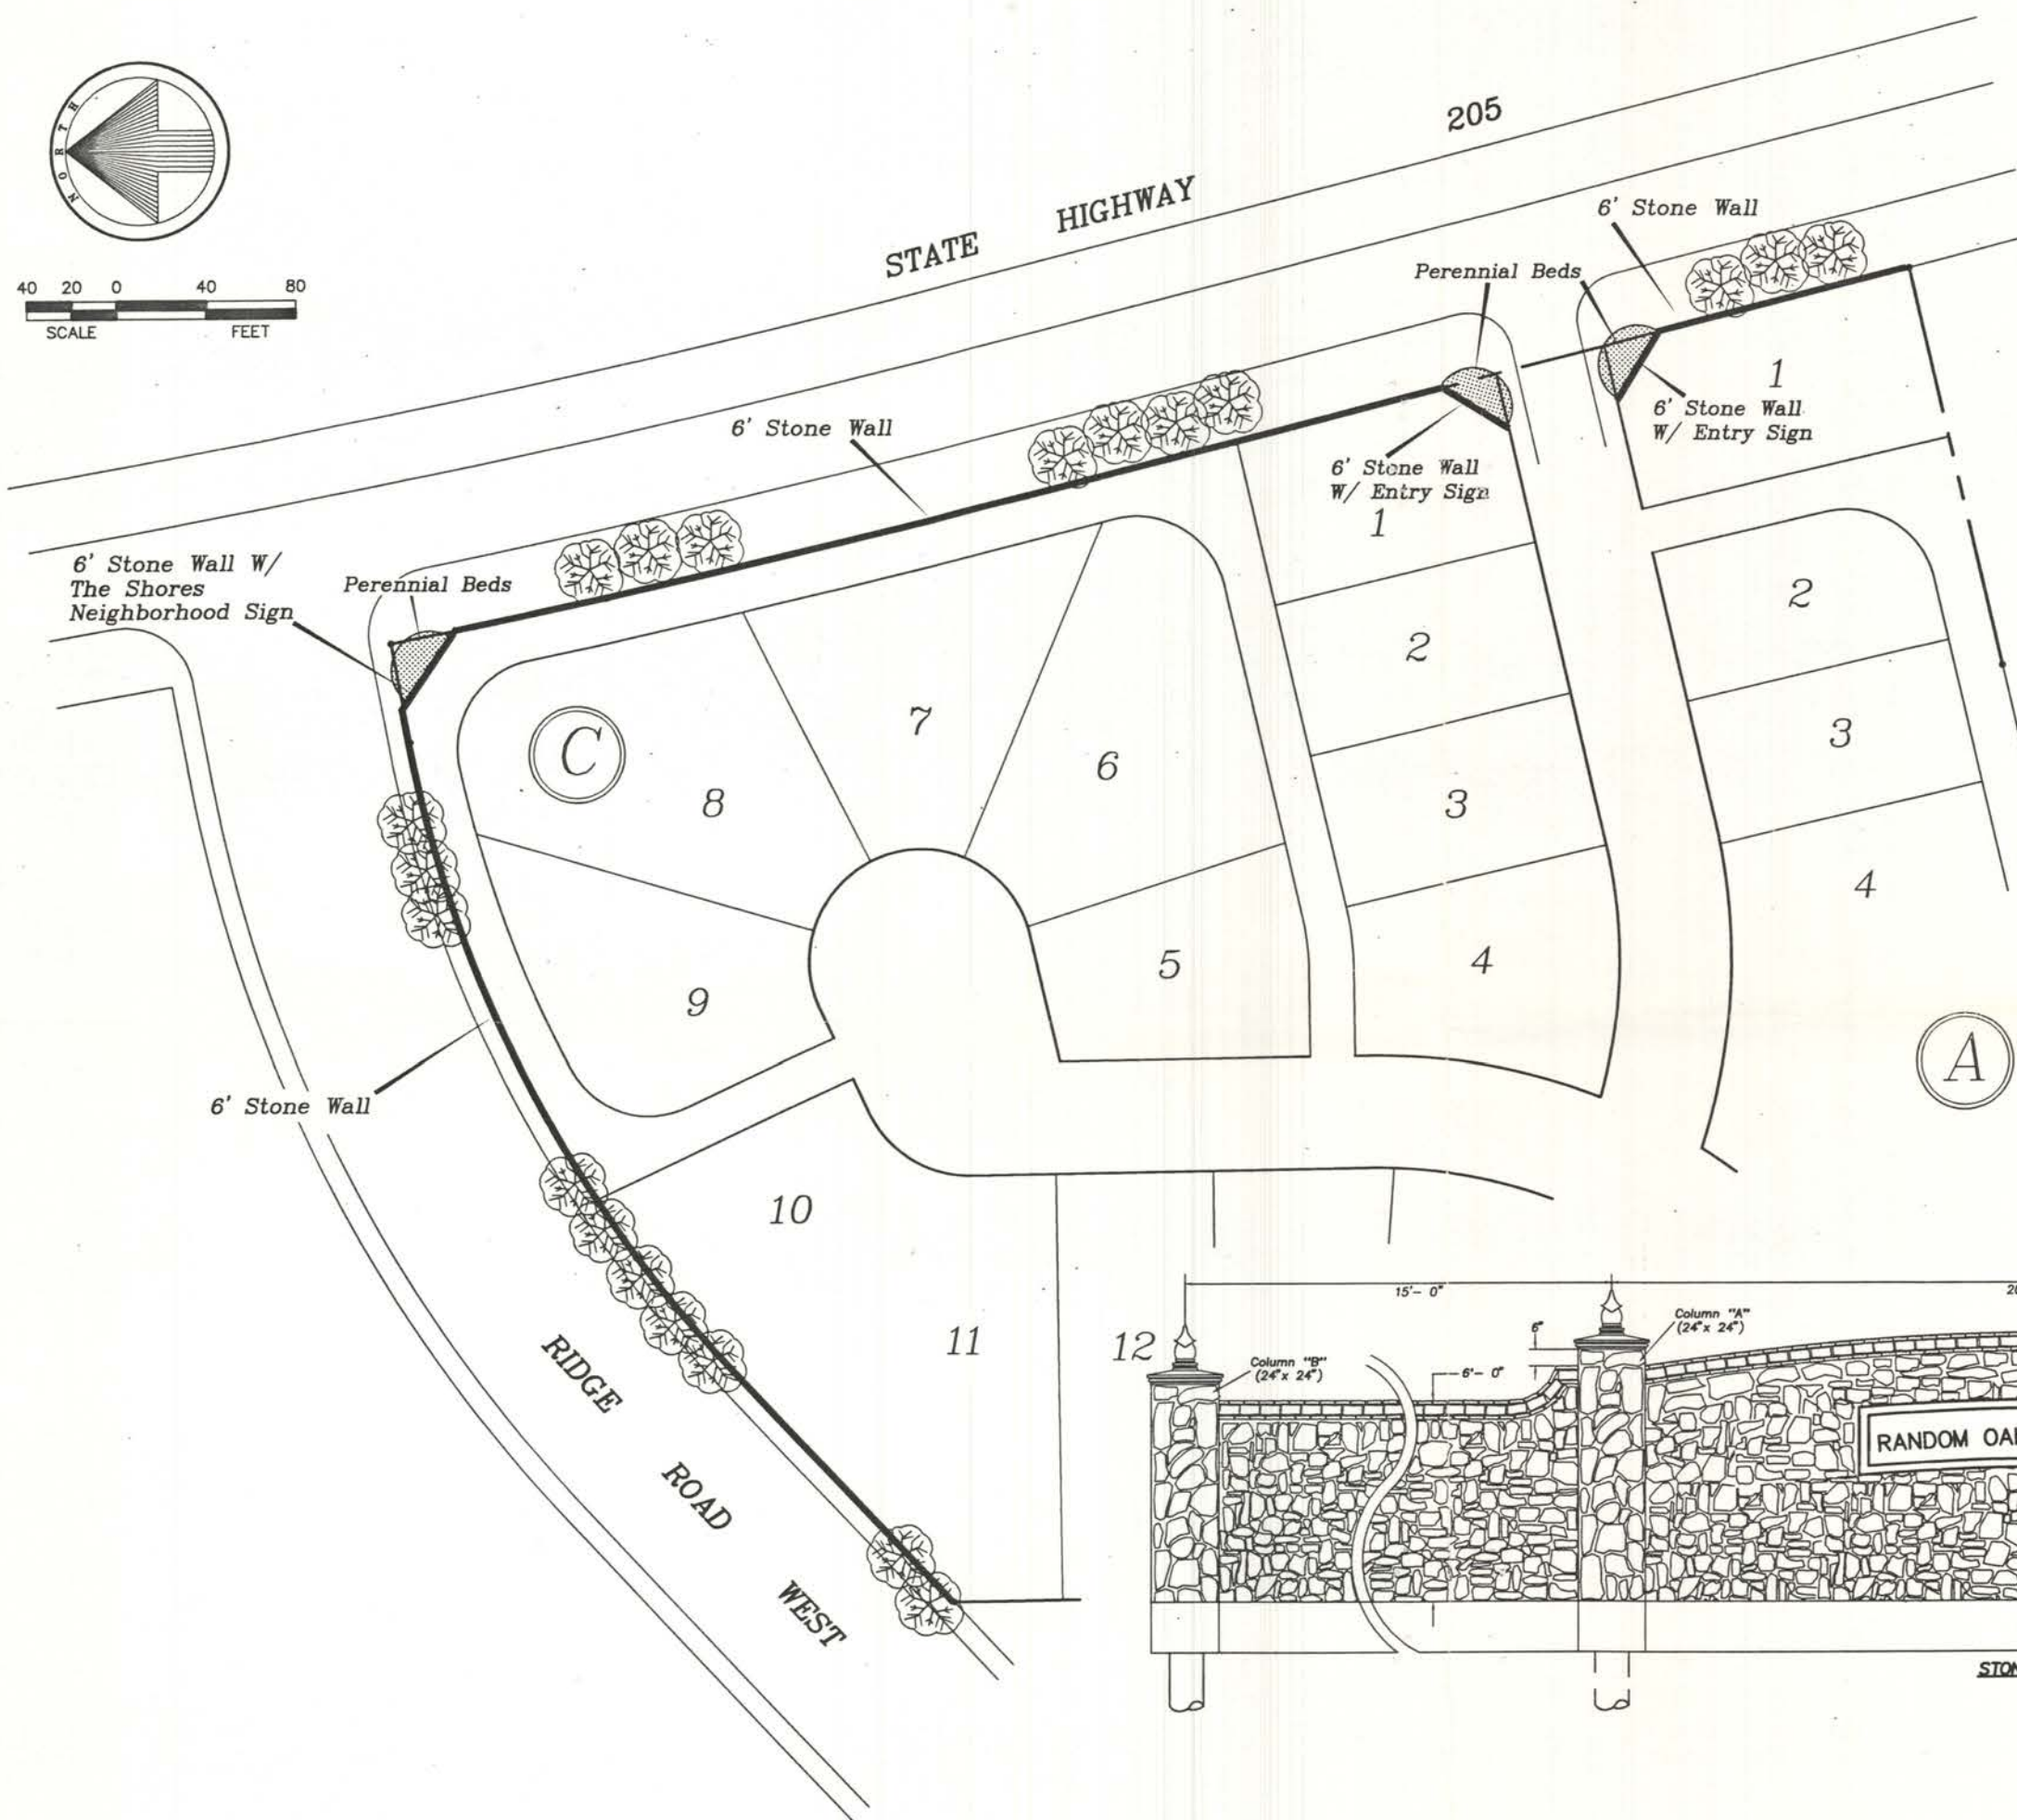 NORTH
40 20 0 40 80
SCALE FEET
STATE HIGHWAY 205
6' Stone Wall
Perennial Beds
1
6' Stone Wall
W/ Entry Sign
6' Stone Wall
6' Stone Wall
W/ Entry Sign
1
6' Stone Wall W/
The Shores
Neighborhood Sign
Perennial Beds
2
2
C
7
6
8
3
3
4
9
5
4
A
6' Stone Wall
10
11
12
RIDGE ROAD WEST
15'- 0"
20
6"
Column "A"
(24"x 24")
Column "B"
(24"x 24")
6'- 0"
RANDOM OA
STON